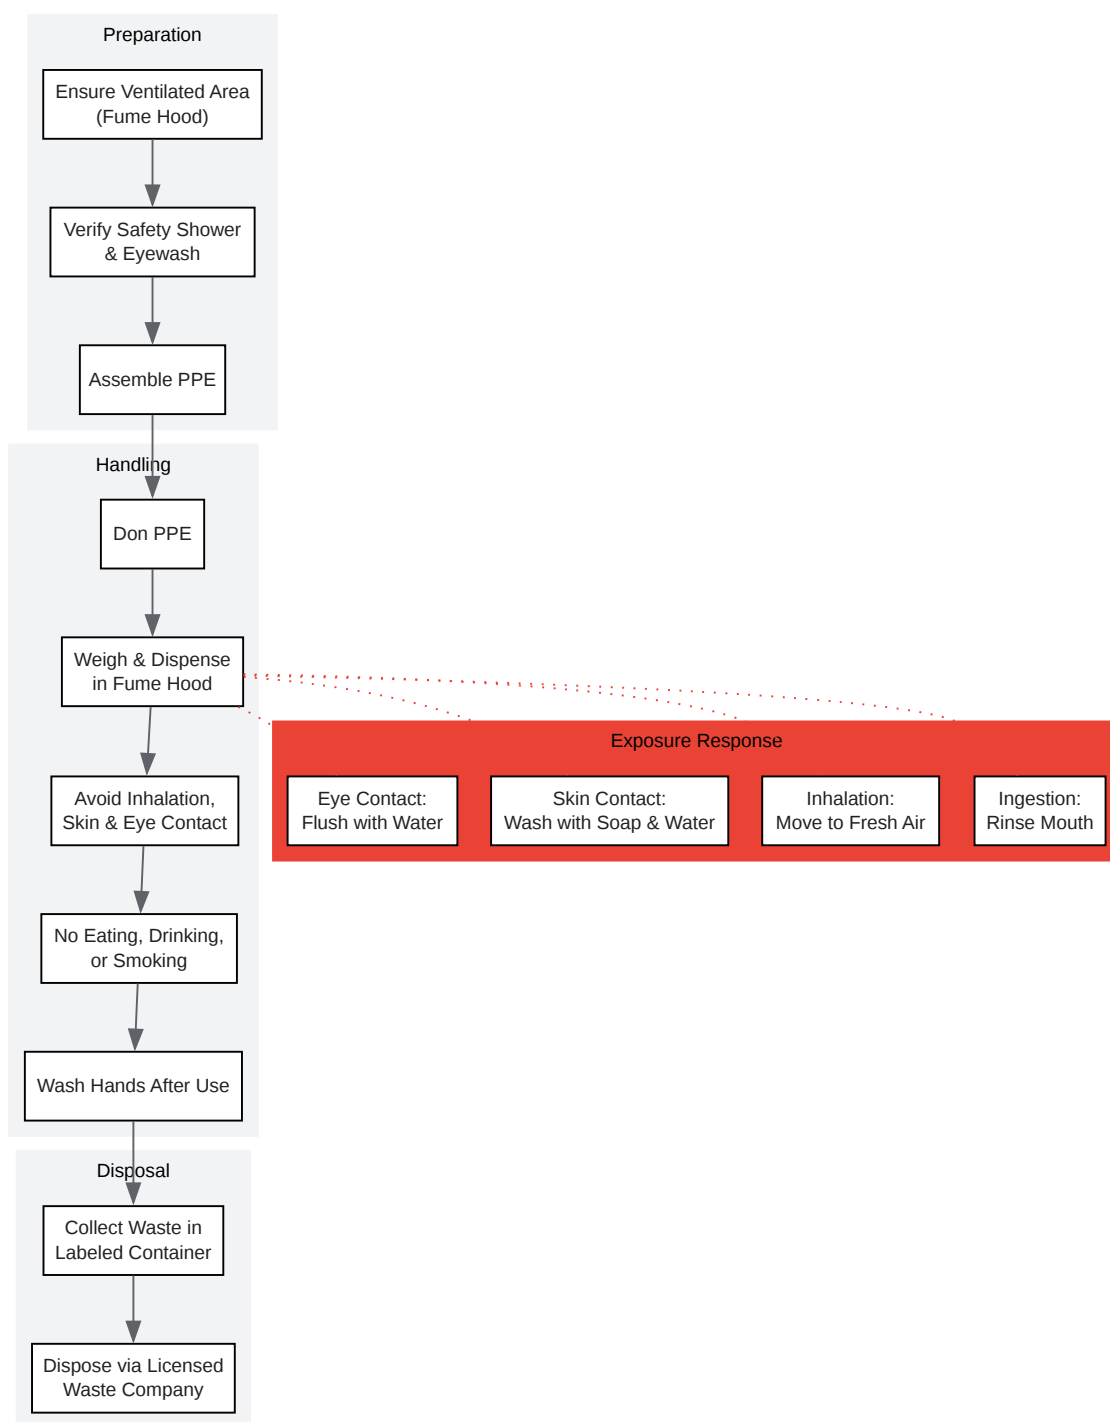 Preparation
Ensure Ventilated Area
(Fume Hood)
Verify Safety Shower
& Eyewash
Assemble PPE
Handling
Don PPE
Weigh & Dispense
in Fume Hood
Exposure Response
Eye Contact:
Flush with Water
Skin Contact:
Wash with Soap & Water
Inhalation:
Move to Fresh Air
Ingestion:
Rinse Mouth
Avoid Inhalation,
Skin & Eye Contact
No Eating, Drinking,
or Smoking
Wash Hands After Use
Disposal
Collect Waste in
Labeled Container
Dispose via Licensed
Waste Company